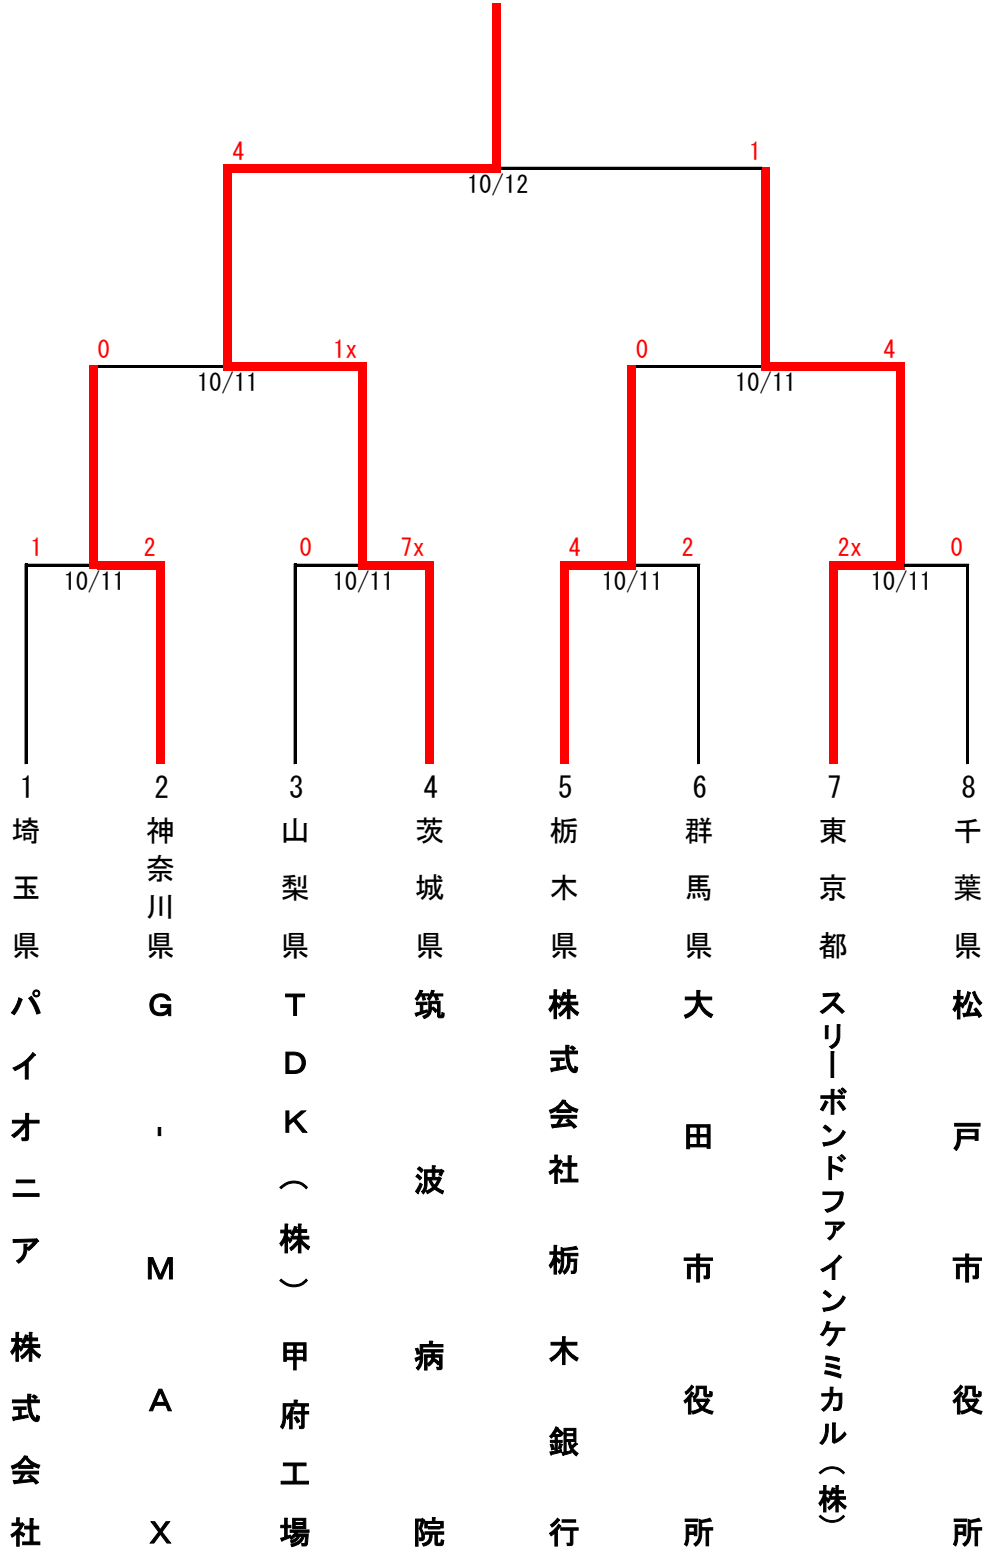 4 1
10/12
0 1x 0 4
10/11 10/11
1 2 0 7x 4 2 2x 0
10/11 10/11 10/11 10/11
1 2 3 4 5 6 7 8
埼玉県
パイオニア 株式会社
神奈川県
G-MAX
山梨県
TDK(株)甲府工場
茨城県
筑波病院
栃木県
株式会社 栃木銀行
群馬県
大田市役所
東京都
スリーボンドファインケミカル(株)
千葉県
松戸市役所